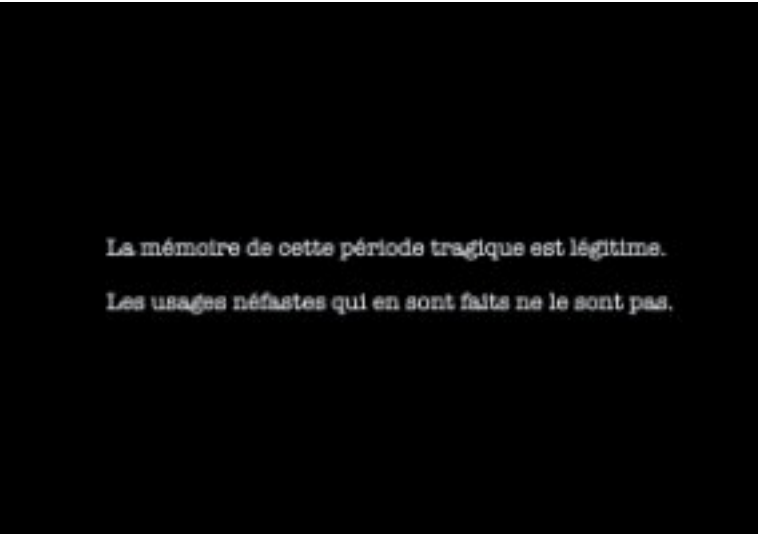 La mémoire de cette période tragique est légitime.
Les usages néfastes qui en sont faits ne le sont pas.